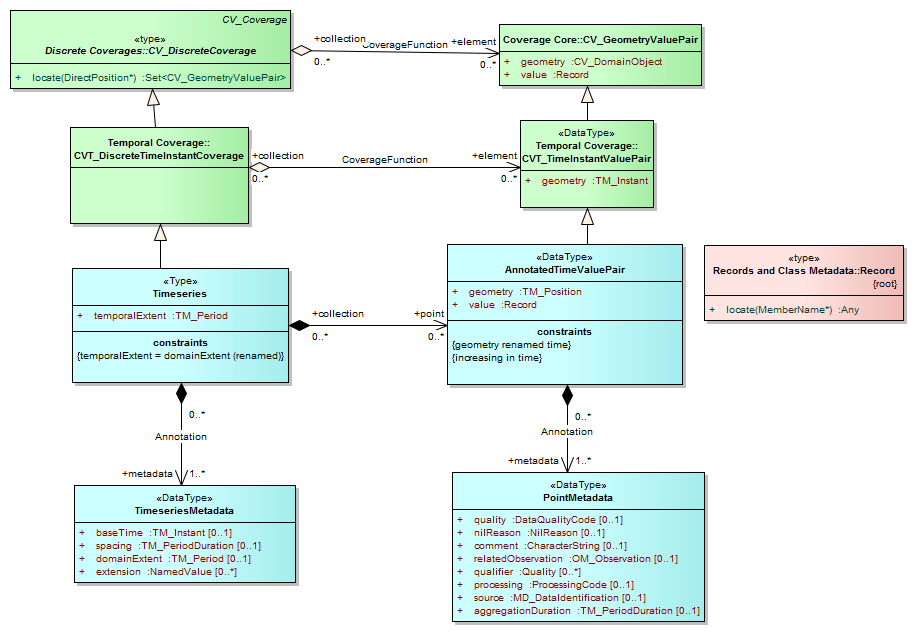 CV_Coverage
«type»
Discrete Coverages::CV_DiscreteCoverage
+ locate(DirectPosition*) :Set<CV_GeometryValuePair>
+collection
CoverageFunction
+element
0..*
0..*
Coverage Core::CV_GeometryValuePair
+ geometry :CV_DomainObject
+ value :Record
Temporal Coverage::
CVT_DiscreteTimeInstantCoverage
+collection
CoverageFunction
+element
0..*
0..*
«DataType»
Temporal Coverage::
CVT_TimeInstantValuePair
+ geometry :TM_Instant
«Type»
Timeseries
+ temporalExtent :TM_Period
constraints
{temporalExtent = domainExtent (renamed)}
+collection
+point
0..*
0..*
«DataType»
AnnotatedTimeValuePair
+ geometry :TM_Position
+ value :Record
constraints
{geometry renamed time}
{increasing in time}
«type»
Records and Class Metadata::Record
{root}
+ locate(MemberName*) :Any
0..*
Annotation
+metadata
1..*
0..*
Annotation
+metadata
1..*
«DataType»
TimeseriesMetadata
+ baseTime :TM_Instant [0..1]
+ spacing :TM_PeriodDuration [0..1]
+ domainExtent :TM_Period [0..1]
+ extension :NamedValue [0..*]
«DataType»
PointMetadata
+ quality :DataQualityCode [0..1]
+ nilReason :NilReason [0..1]
+ comment :CharacterString [0..1]
+ relatedObservation :OM_Observation [0..1]
+ qualifier :Quality [0..*]
+ processing :ProcessingCode [0..1]
+ source :MD_DataIdentification [0..1]
+ aggregationDuration :TM_PeriodDuration [0..1]